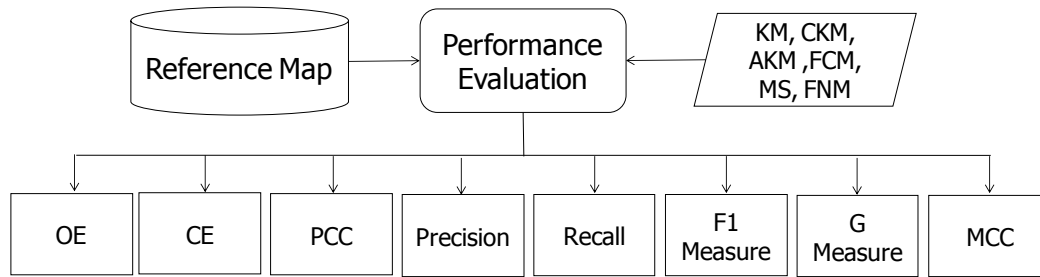 Reference Map
Performance
Evaluation
KM, CKM,
AKM ,FCM,
MS, FNM
OE
CE
PCC
Precision
Recall
F1
Measure
G
Measure
MCC